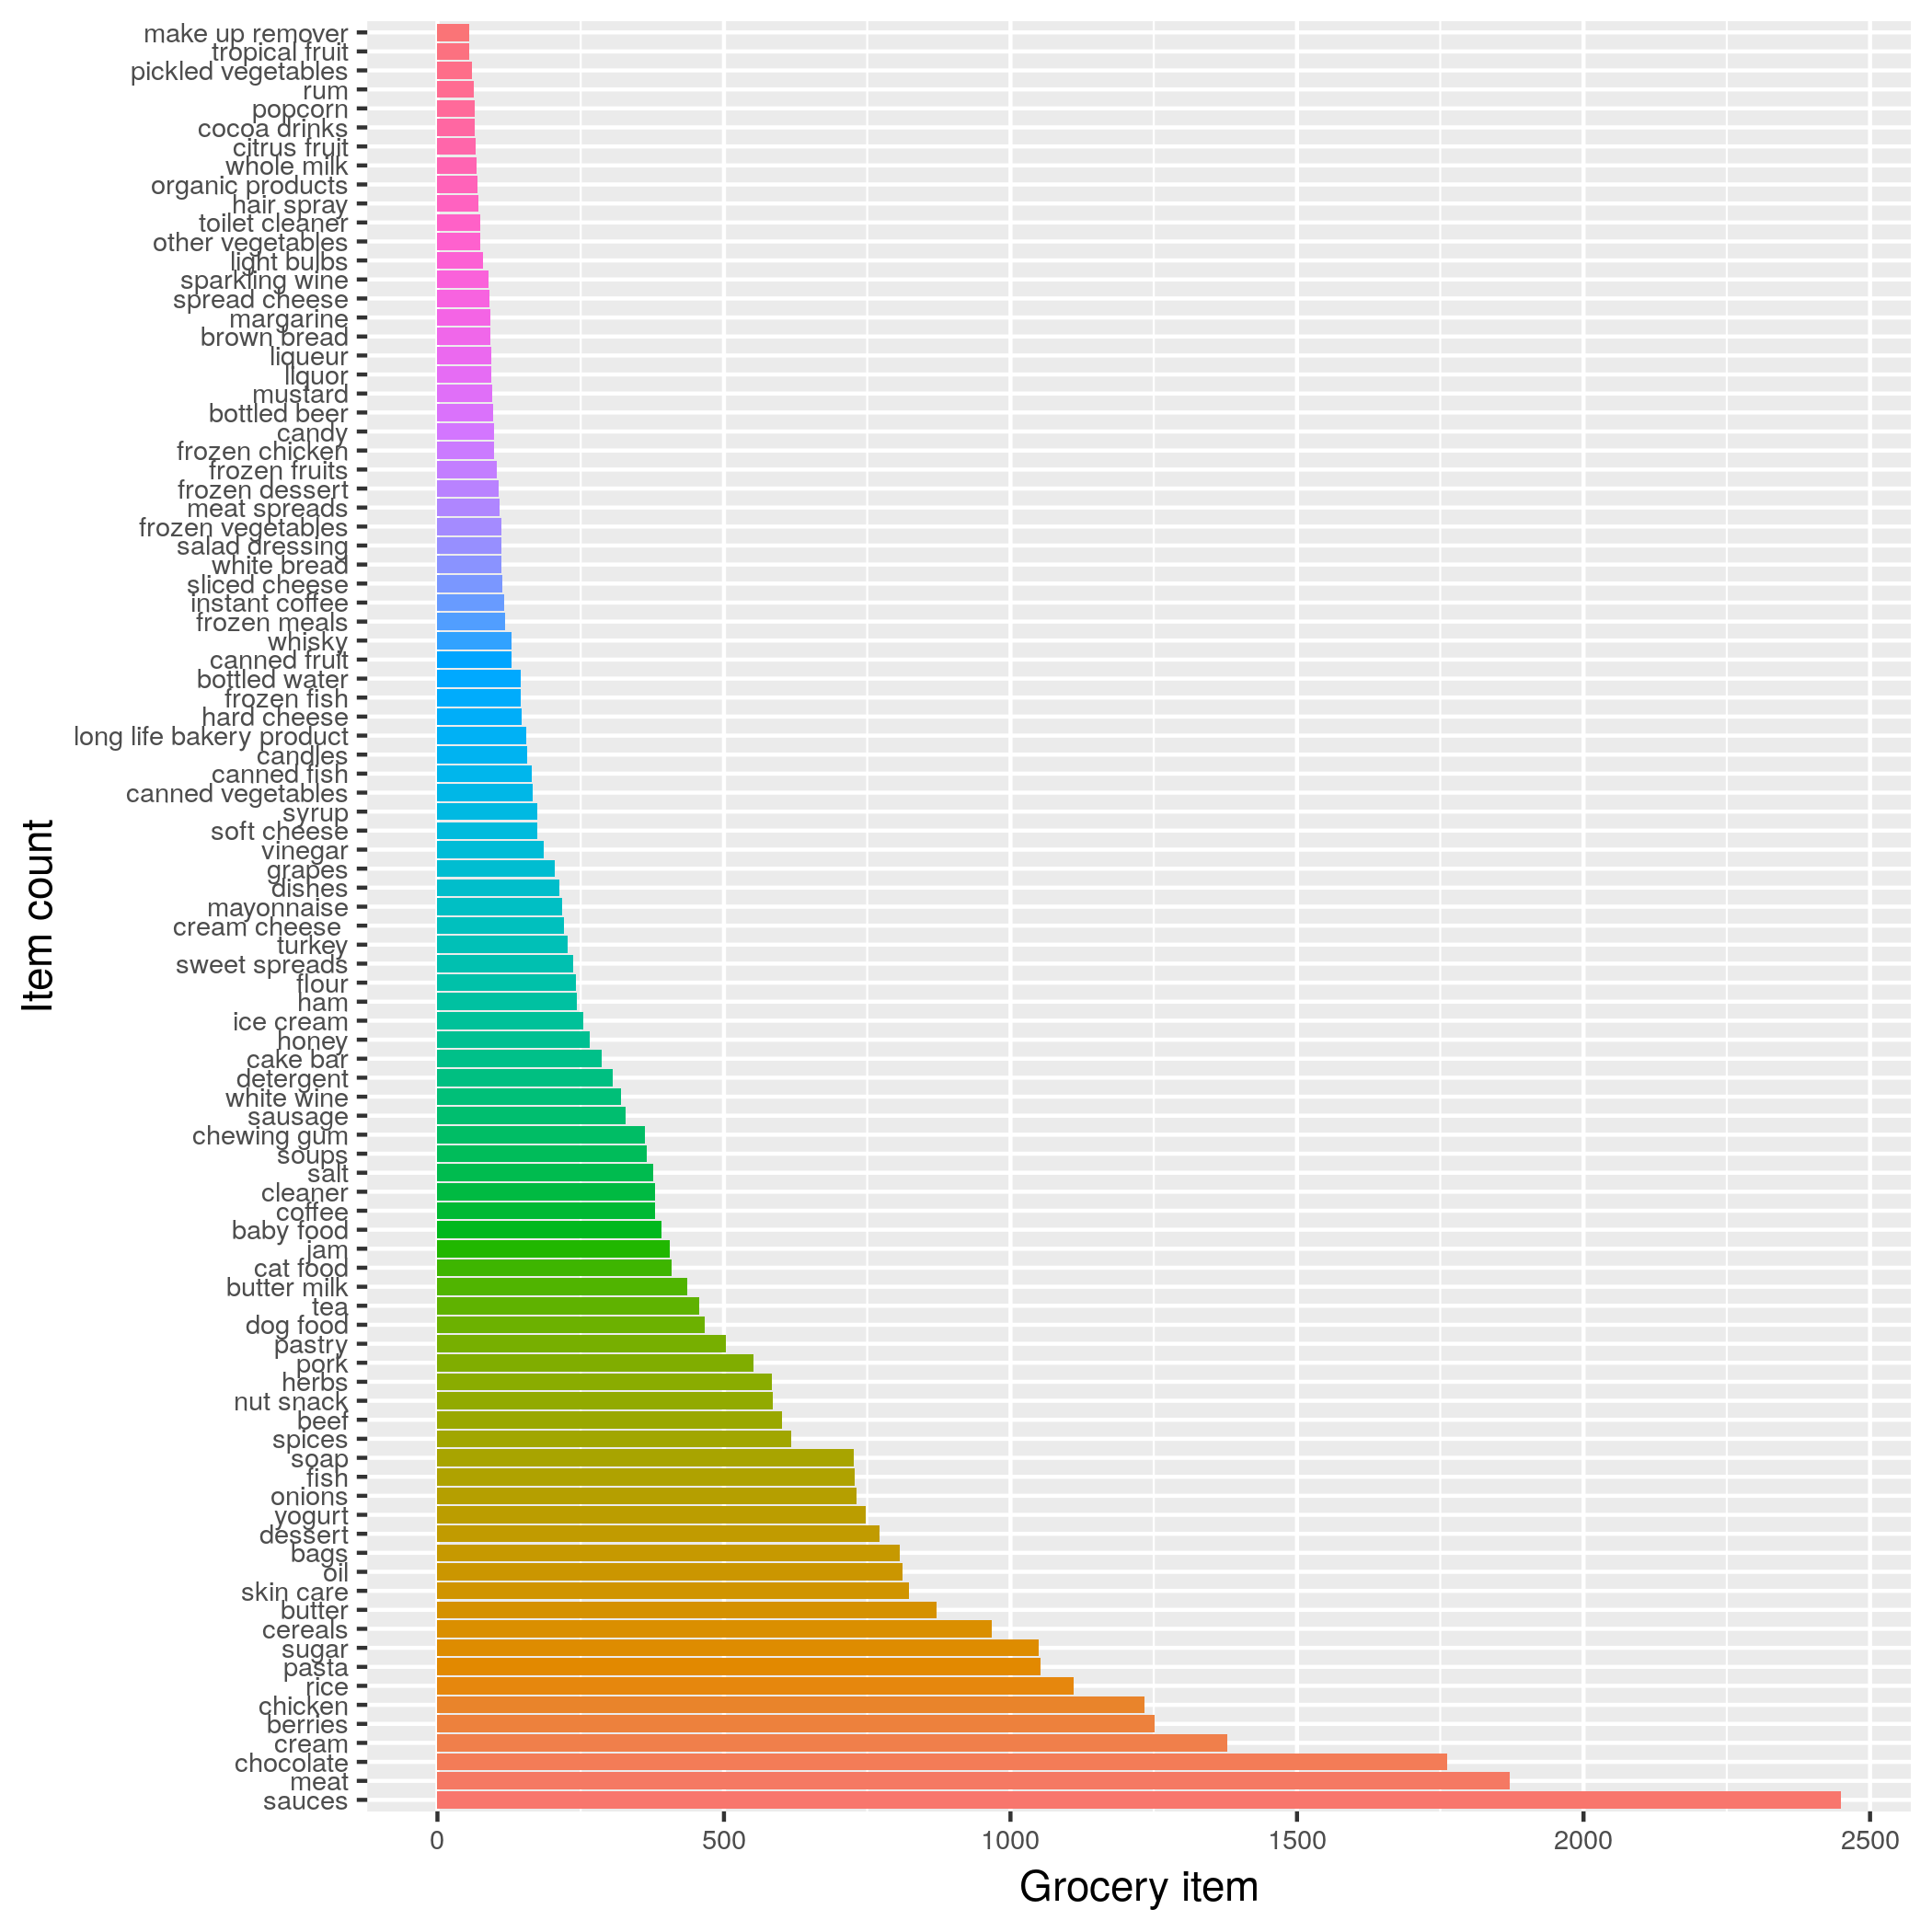 make up remover
tropical fruit
pickled vegetables
rum
popcorn
cocoa drinks
citrus fruit
whole milk
organic products
hair spray
toilet cleaner
other vegetables
light bulbs
sparkling wine
spread cheese
margarine
brown bread
liqueur
liquor
mustard
bottled beer
candy
frozen chicken
frozen fruits
frozen dessert
meat spreads
frozen vegetables
salad dressing
white bread
sliced cheese
instant coffee
frozen meals
whisky
canned fruit
bottled water
frozen fish
hard cheese
long life bakery product
candles
canned fish
canned vegetables
syrup
soft cheese
vinegar
grapes
dishes
mayonnaise
cream cheese
turkey
sweet spreads
flour
ham
ice cream
honey
cake bar
detergent
white wine
sausage
chewing gum
soups
salt
cleaner
coffee
baby food
jam
cat food
butter milk
tea
dog food
pastry
pork
herbs
nut snack
beef
spices
soap
fish
onions
yogurt
dessert
bags
oil
skin care
butter
cereals
sugar
pasta
rice
chicken
berries
cream
chocolate
meat
sauces
Item count
0 500 1000 1500 2000 2500
Grocery item